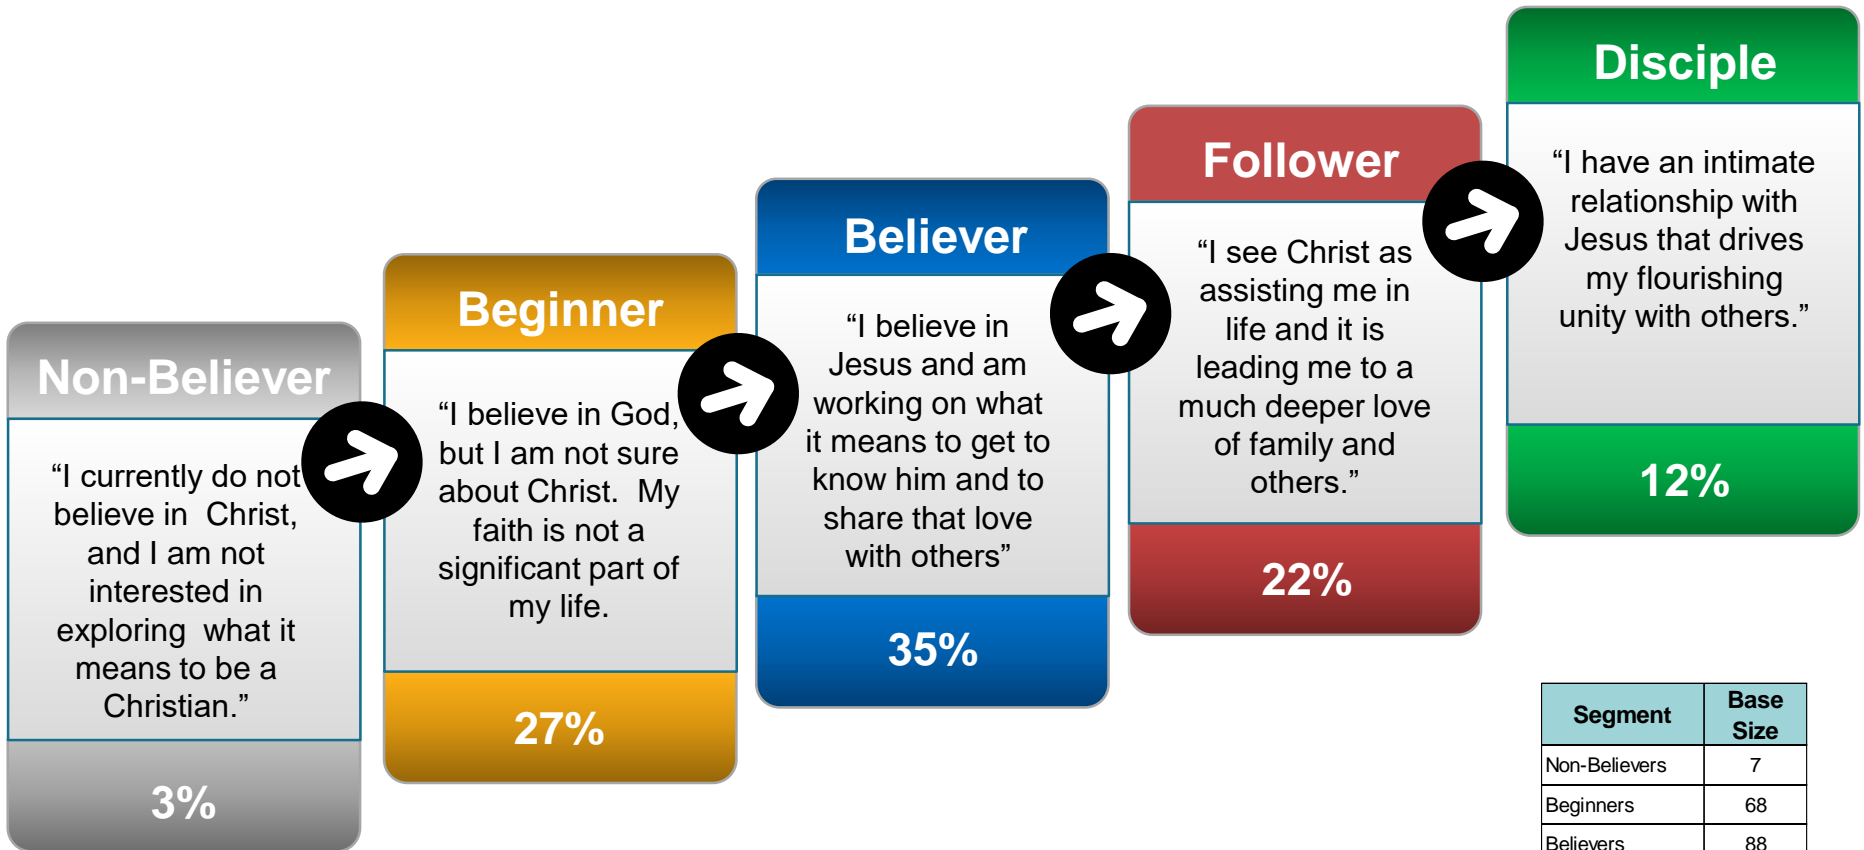 Non-Believer
“I currently do not
believe in  Christ,
and I am not
interested in
exploring  what it
means to be a
Christian.”
3%
Beginner
“I believe in God,
but I am not sure
about Christ.  My
faith is not a
significant part of
my life.
27%
Believer
“I believe in
Jesus and am
working on what
it means to get to
know him and to
share that love
with others”
35%
Follower
“I see Christ as
assisting me in
life and it is
leading me to a
much deeper love
of family and
others.”
22%
Disciple
“I have an intimate
relationship with
Jesus that drives
my flourishing
unity with others.”
12%
Segment Base
Size
Non-Believers 7
Beginners 68
Believers 88